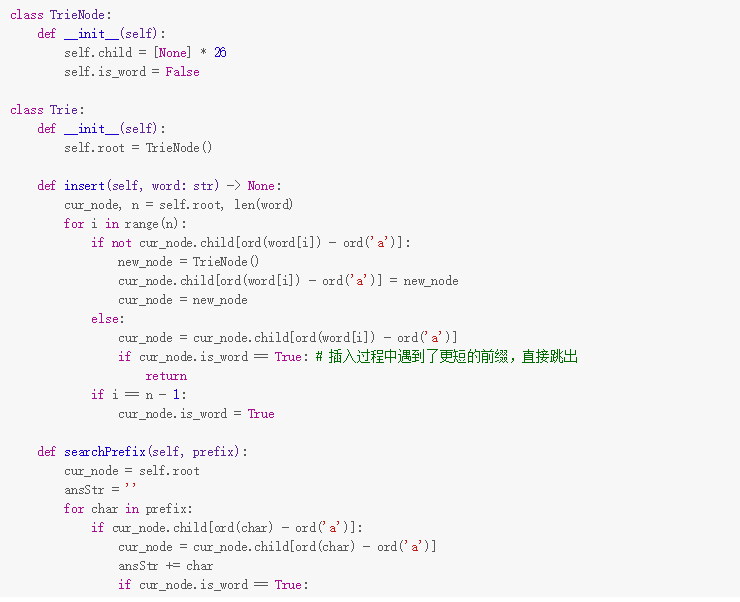 class TrieNode:
    def __init__(self):
        self.child = [None] * 26
        self.is_word = False

class Trie:
    def __init__(self):
        self.root = TrieNode()

    def insert(self, word: str) -> None:
        cur_node, n = self.root, len(word)
        for i in range(n):
            if not cur_node.child[ord(word[i]) - ord('a')]:
                new_node = TrieNode()
                cur_node.child[ord(word[i]) - ord('a')] = new_node
                cur_node = new_node
            else:
                cur_node = cur_node.child[ord(word[i]) - ord('a')]
                if cur_node.is_word == True: # 插入过程中遇到了更短的前缀，直接跳出
                    return
            if i == n - 1:
                cur_node.is_word = True

    def searchPrefix(self, prefix):
        cur_node = self.root
        ansStr = ''
        for char in prefix:
            if cur_node.child[ord(char) - ord('a')]:
                cur_node = cur_node.child[ord(char) - ord('a')]
                ansStr += char
                if cur_node.is_word == True: